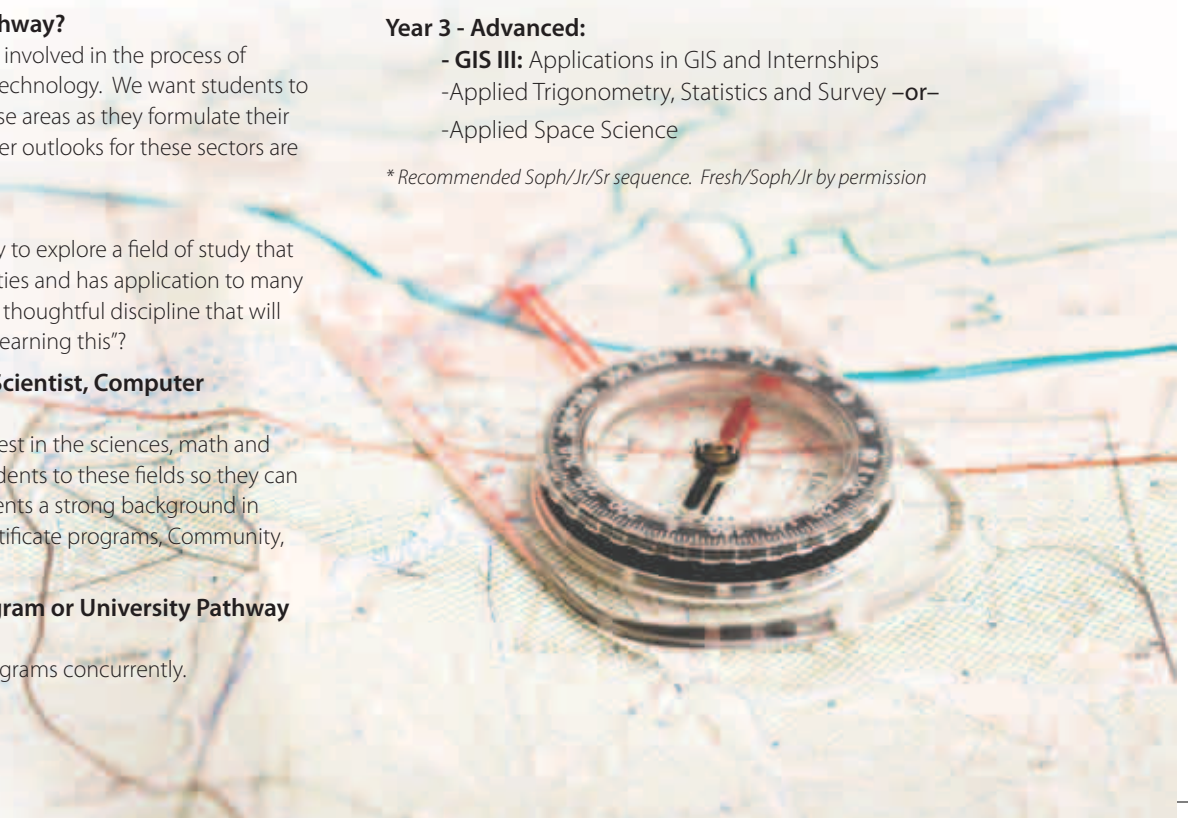 hway?
involved in the process of
echnology. We want students to
se areas as they formulate their
er outlooks for these sectors are
y to explore a field of study that
ties and has application to many
thoughtful discipline that will
earning this"?
Scientist, Computer
est in the sciences, math and
dents to these fields so they can
ents a strong background in
tificate programs, Community,
gram or University Pathway
grams concurrently.
Year 3 - Advanced:
- GIS III: Applications in GIS and Internships
-Applied Trigonometry, Statistics and Survey –or–
-Applied Space Science
* Recommended Soph/Jr/Sr sequence. Fresh/Soph/Jr by permission